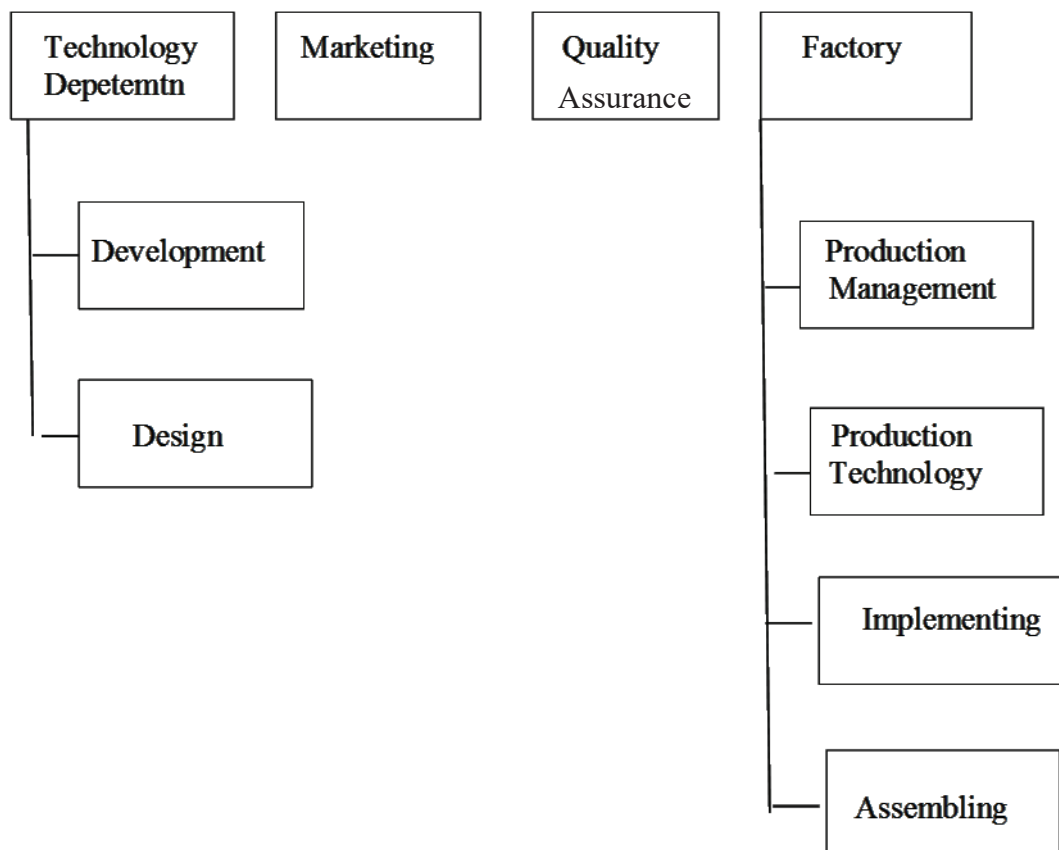 Technology
Depetemtn
Marketing
Quality
Assurance
Factory
Development
Design
Production
Management
Production
Technology
Implementing
Assembling